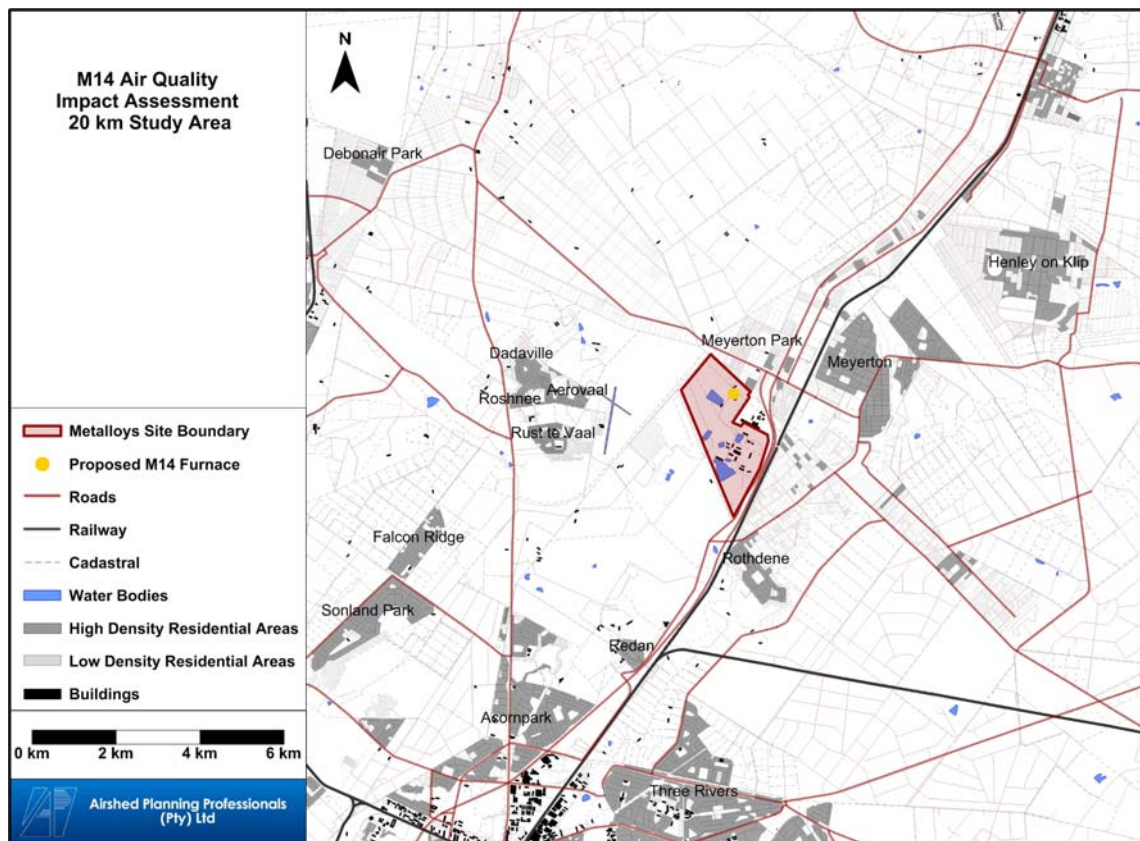 M14 Air Quality
Impact Assessment
20 km Study Area
Metalloys Site Boundary
Proposed M14 Furnace
Roads
Railway
Cadastral
Water Bodies
High Density Residential Areas
Low Density Residential Areas
Buildings
0 km 2 km 4 km 6 km
Airshed Planning Professionals
(Pty) Ltd
N
Debonair Park
Henley on Klip
Meyerton Park
Dadaville
Meyerton
Aerovaal
Roshnee
Rust te Vaal
Falcon Ridge
Rothdene
Sonland Park
Redan
Acornpark
Three Rivers